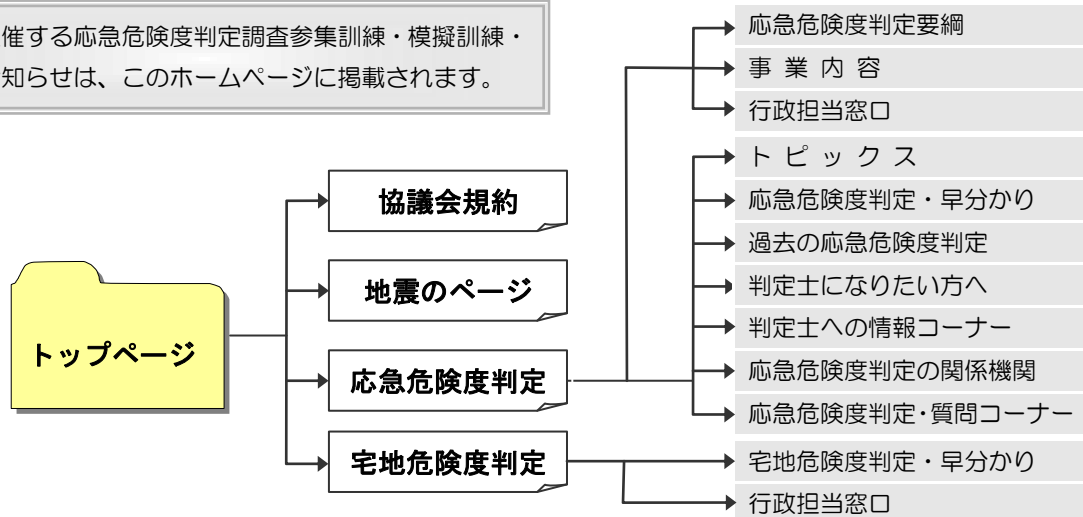 催する応急危険度判定調査参集訓練・模擬訓練・
知らせは、このホームページに掲載されます。
トップページ
協議会規約
地震のページ
応急危険度判定
宅地危険度判定
応急危険度判定要綱
事 業 内 容
行政担当窓口
ト ピ ッ ク ス
応急危険度判定・早分かり
過去の応急危険度判定
判定士になりたい方へ
判定士への情報コーナー
応急危険度判定の関係機関
応急危険度判定・質問コーナー
宅地危険度判定・早分かり
行政担当窓口